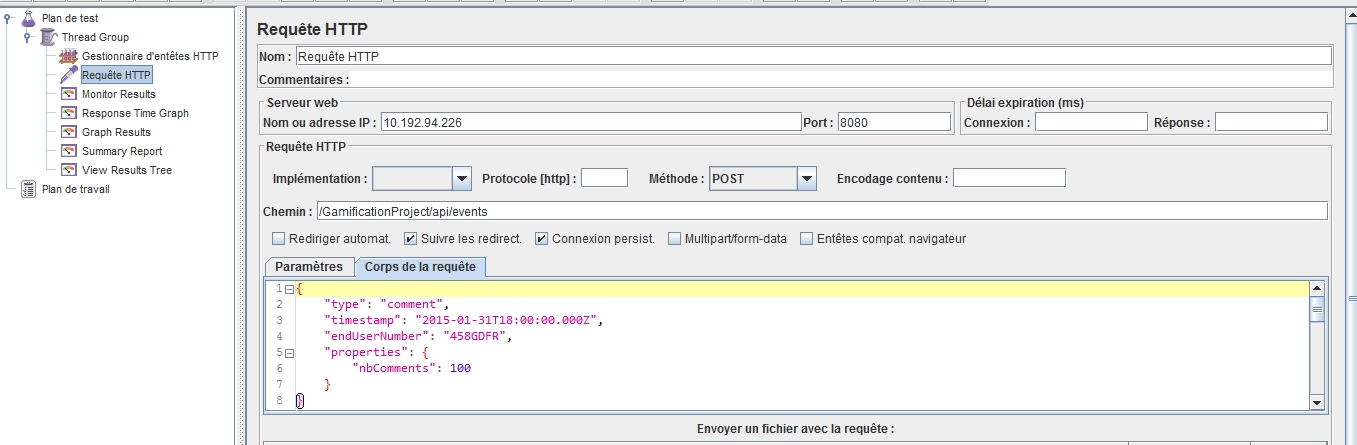 Plan de test
Thread Group
Gestionnaire d'entêtes HTTP
Requête HTTP
Monitor Results
Response Time Graph
Graph Results
Summary Report
View Results Tree
Plan de travail
Requête HTTP
Nom : Requête HTTP
Commentaires :
Serveur web
Nom ou adresse IP : 10.192.94.226 Port : 8080
Délai expiration (ms)
Connexion : Réponse :
Requête HTTP
Implémentation : Protocole [http] : Méthode : POST Encodage contenu :
Chemin : /GamificationProject/api/events
Rediriger automat. Suivre les redirect. Connexion persist. Multipart/form-data Entêtes compat. navigateur
Paramètres Corps de la requête
1 {
2 "type": "comment",
3 "timestamp": "2015-01-31T18:00:00.000Z",
4 "endUserNumber": "458GDFR",
5 "properties": {
6 "nbComments": 100
7 }
8 }
Envoyer un fichier avec la requête :